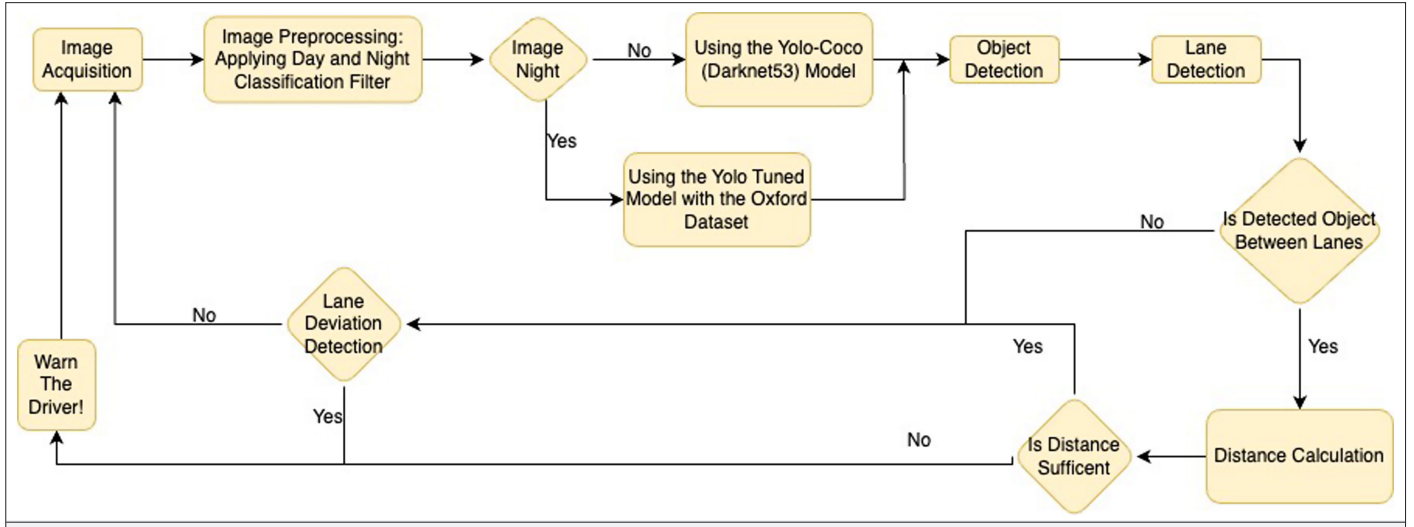 Image
Acquisition
Image Preprocessing:
Applying Day and Night
Classification Filter
Image
Night
No
Using the Yolo-Coco
(Darknet53) Model
Object
Detection
Lane
Detection
Yes
Using the Yolo Tuned
Model with the Oxford
Dataset
Is Detected Object
Between Lanes
No
Yes
Distance Calculation
Is Distance
Sufficent
Yes
No
Lane
Deviation
Detection
No
Yes
Warn
The
Driver!